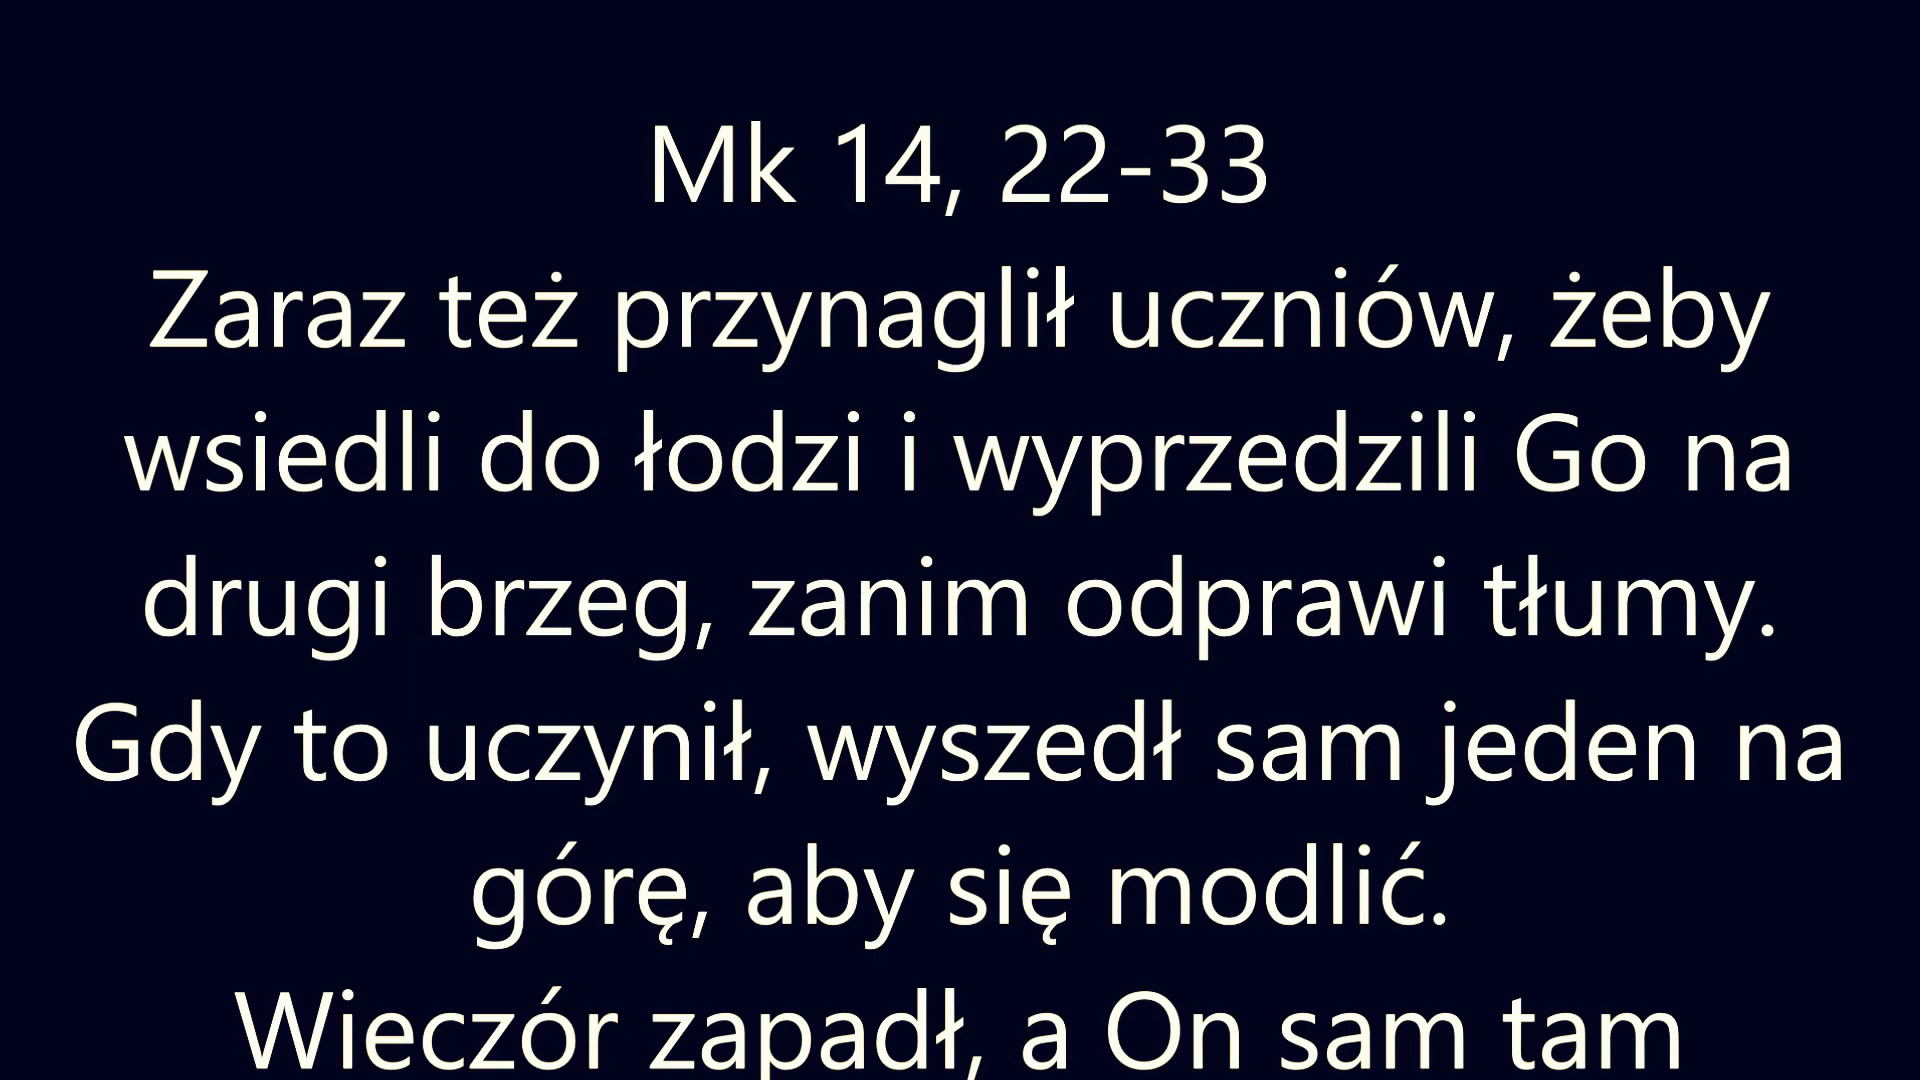 Mk 14, 22-33
Zaraz też przynaglił uczniów, żeby
wsiedli do łodzi i wyprzedzili Go na
drugi brzeg, zanim odprawi tłumy.
Gdy to uczynił, wyszedł sam jeden na
górę, aby się modlić.
Wieczór zapadł, a On sam tam